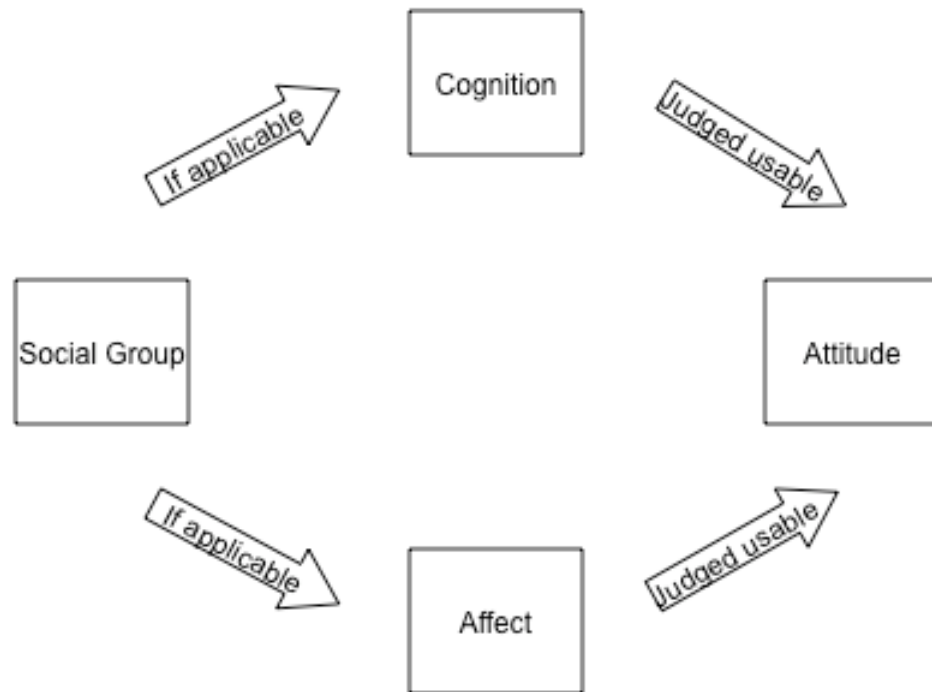 Cognition
If applicable
Judged usable
Social Group
Attitude
If applicable
Judged usable
Affect